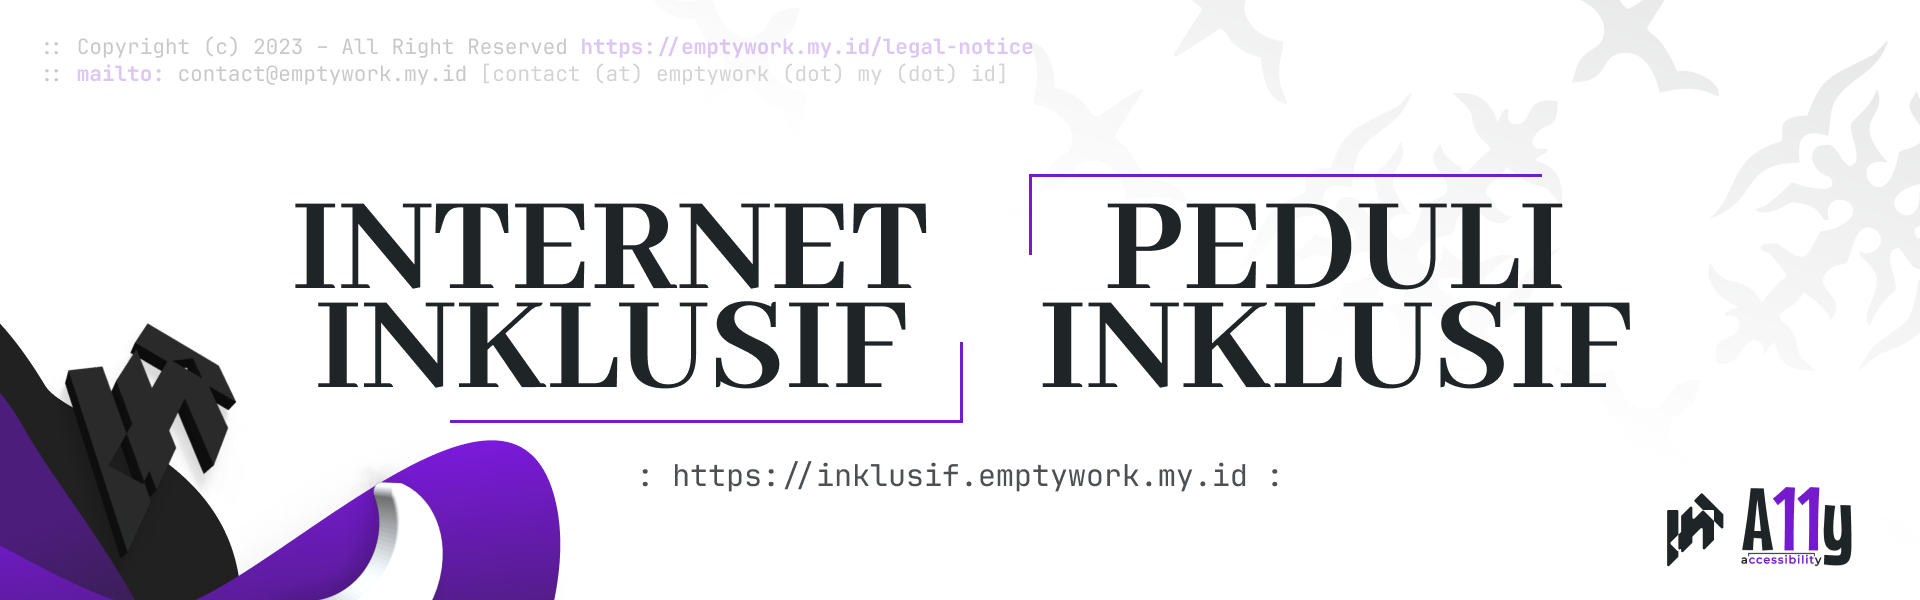 :: Copyright (c) 2023 – All Right Reserved https://emptywork.my.id/legal-notice
:: mailto: contact@emptywork.my.id [contact (at) emptywork (dot) my (dot) id]
INTERNET
INKLUSIF
PEDULI
INKLUSIF
: https://inklusif.emptywork.my.id :
A11y
accessibility